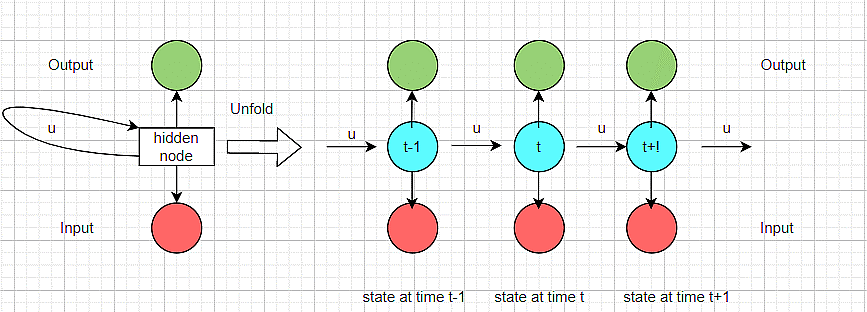 Output
Output
Unfold
u
hidden
node
u
t-1
u
t
u
t+!
u
Input
Input
state at time t-1
state at time t
state at time t+1